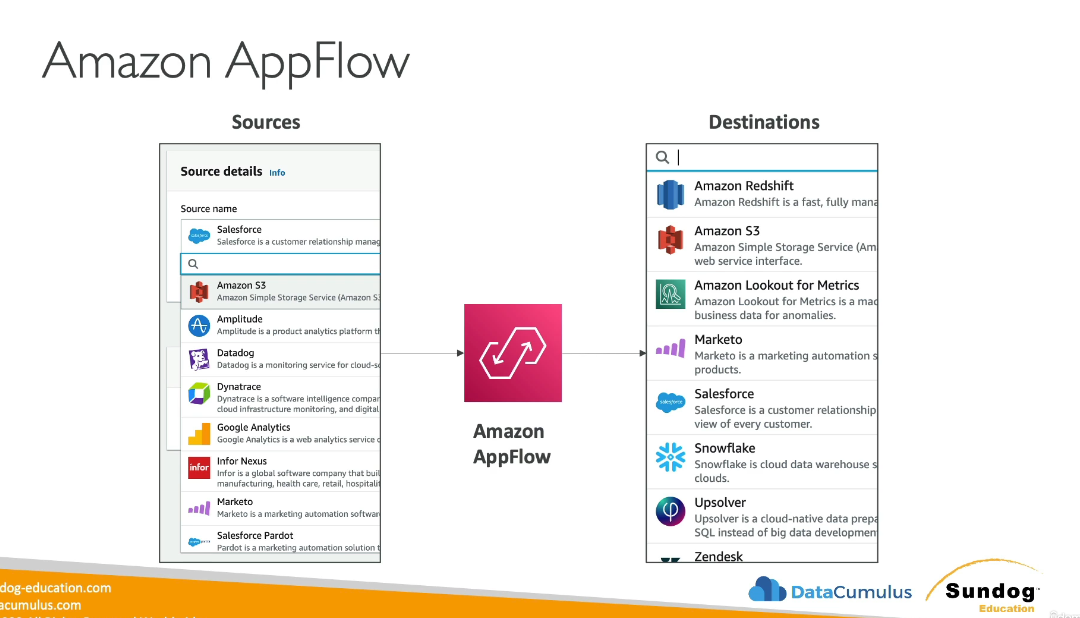 Amazon AppFlow
Sources
Source details Info
Source name
Salesforce
Salesforce is a customer relationship manag
Amazon S3
Amazon Simple Storage Service (Amazon S3
Amplitude
Amplitude is a product analytics platform th
Datadog
Datadog is a monitoring service for cloud-sc
Dynatrace
Dynatrace is a software intelligence compan
cloud infrastructure monitoring, and digital
Google Analytics
Google Analytics is a web analytics service
infor
Infor Nexus
Infor is a global software company that buil
manufacturing, health care, retail, hospitali
Marketo
Marketo is a marketing automation software
Salesforce Pardot
Pardot is a marketing automation solution t
Amazon
AppFlow
Destinations
Amazon Redshift
Amazon Redshift is a fast, fully mana
Amazon S3
Amazon Simple Storage Service (Am
web service interface.
Amazon Lookout for Metrics
Amazon Lookout for Metrics is a mac
business data for anomalies.
Marketo
Marketo is a marketing automation s
products.
salesforce
Salesforce
Salesforce is a customer relationship
view of every customer.
Snowflake
Snowflake is cloud data warehouse s
clouds.
Upsolver
Upsolver is a cloud-native data prepa
SQL instead of big data developmen
Zendesk
dog-education.com
acumulus.com
DataCumulus
Sundog
Education